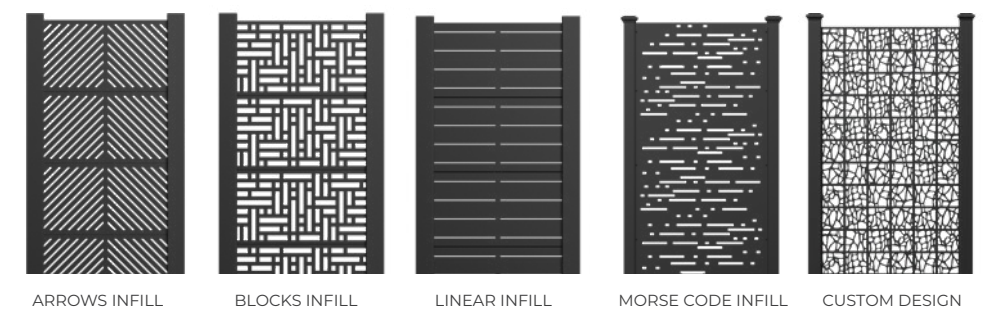 ARROWS INFILL
BLOCKS INFILL
LINEAR INFILL
MORSE CODE INFILL
CUSTOM DESIGN